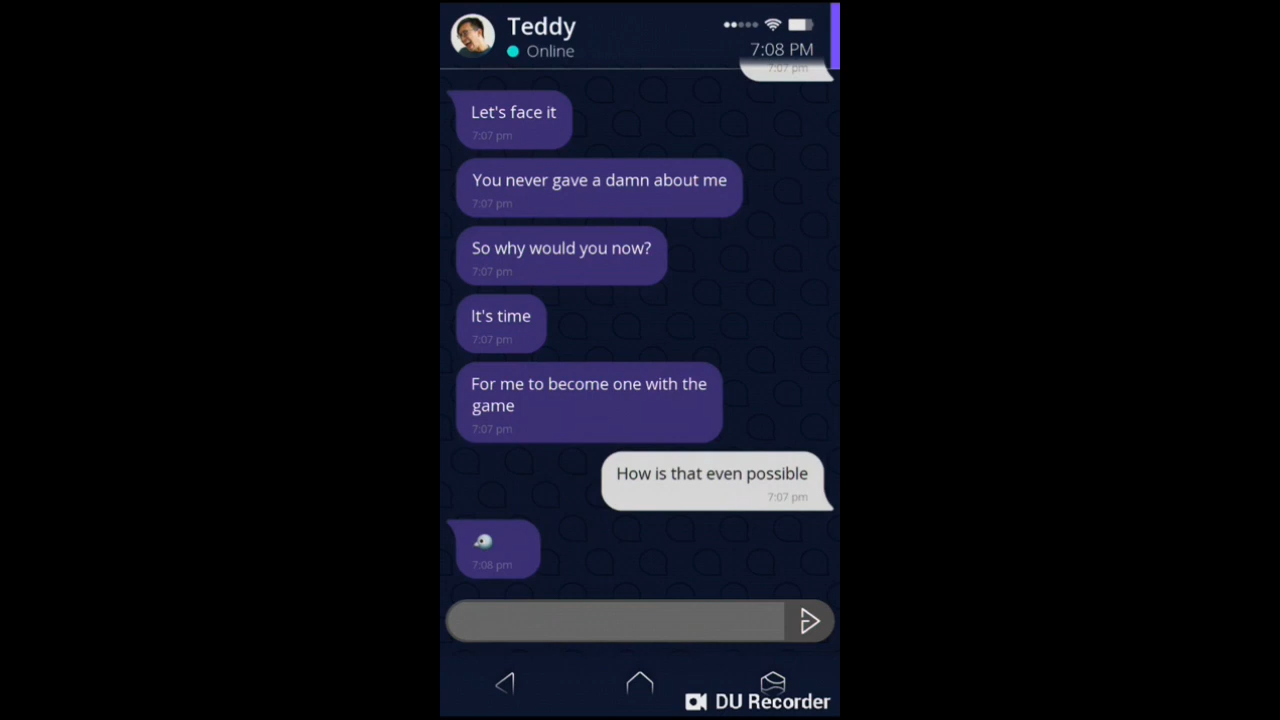 Teddy
Online
7:08 PM
7:07 pm
Let's face it
7:07 pm
You never gave a damn about me
7:07 pm
So why would you now?
7:07 pm
It's time
7:07 pm
For me to become one with the
game
7:07 pm
How is that even possible
7:07 pm
7:08 pm
DU Recorder